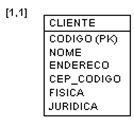 [1,1]
CLIENTE
CODIGO (PK)
NOME
ENDERECO
CEP_CODIGO
FISICA
JURIDICA